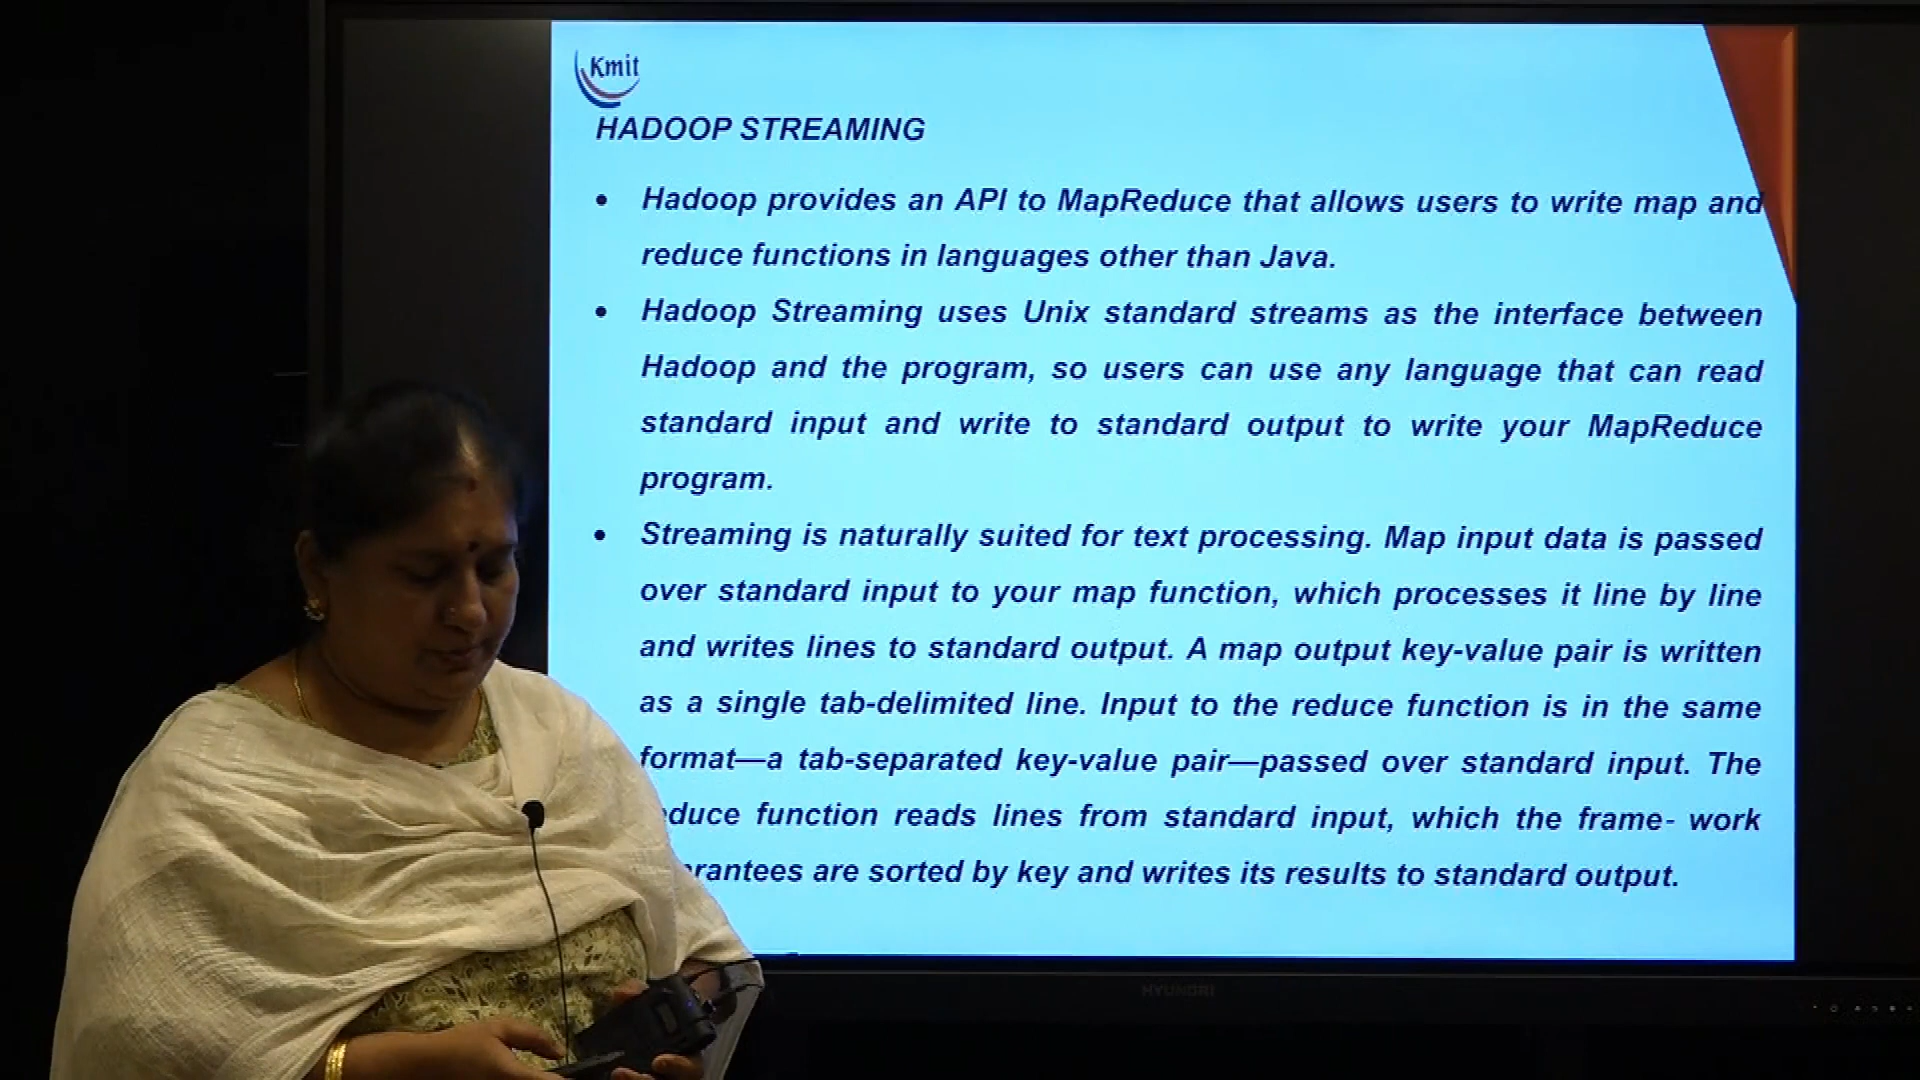 Kmit
HADOOP STREAMING
• Hadoop provides an API to MapReduce that allows users to write map and
reduce functions in languages other than Java.
• Hadoop Streaming uses Unix standard streams as the interface between
Hadoop and the program, so users can use any language that can read
standard input and write to standard output to write your MapReduce
program.
• Streaming is naturally suited for text processing. Map input data is passed
over standard input to your map function, which processes it line by line
and writes lines to standard output. A map output key-value pair is written
as a single tab-delimited line. Input to the reduce function is in the same
format—a tab-separated key-value pair—passed over standard input. The
educe function reads lines from standard input, which the frame- work
arantees are sorted by key and writes its results to standard output.
HYUNDAI